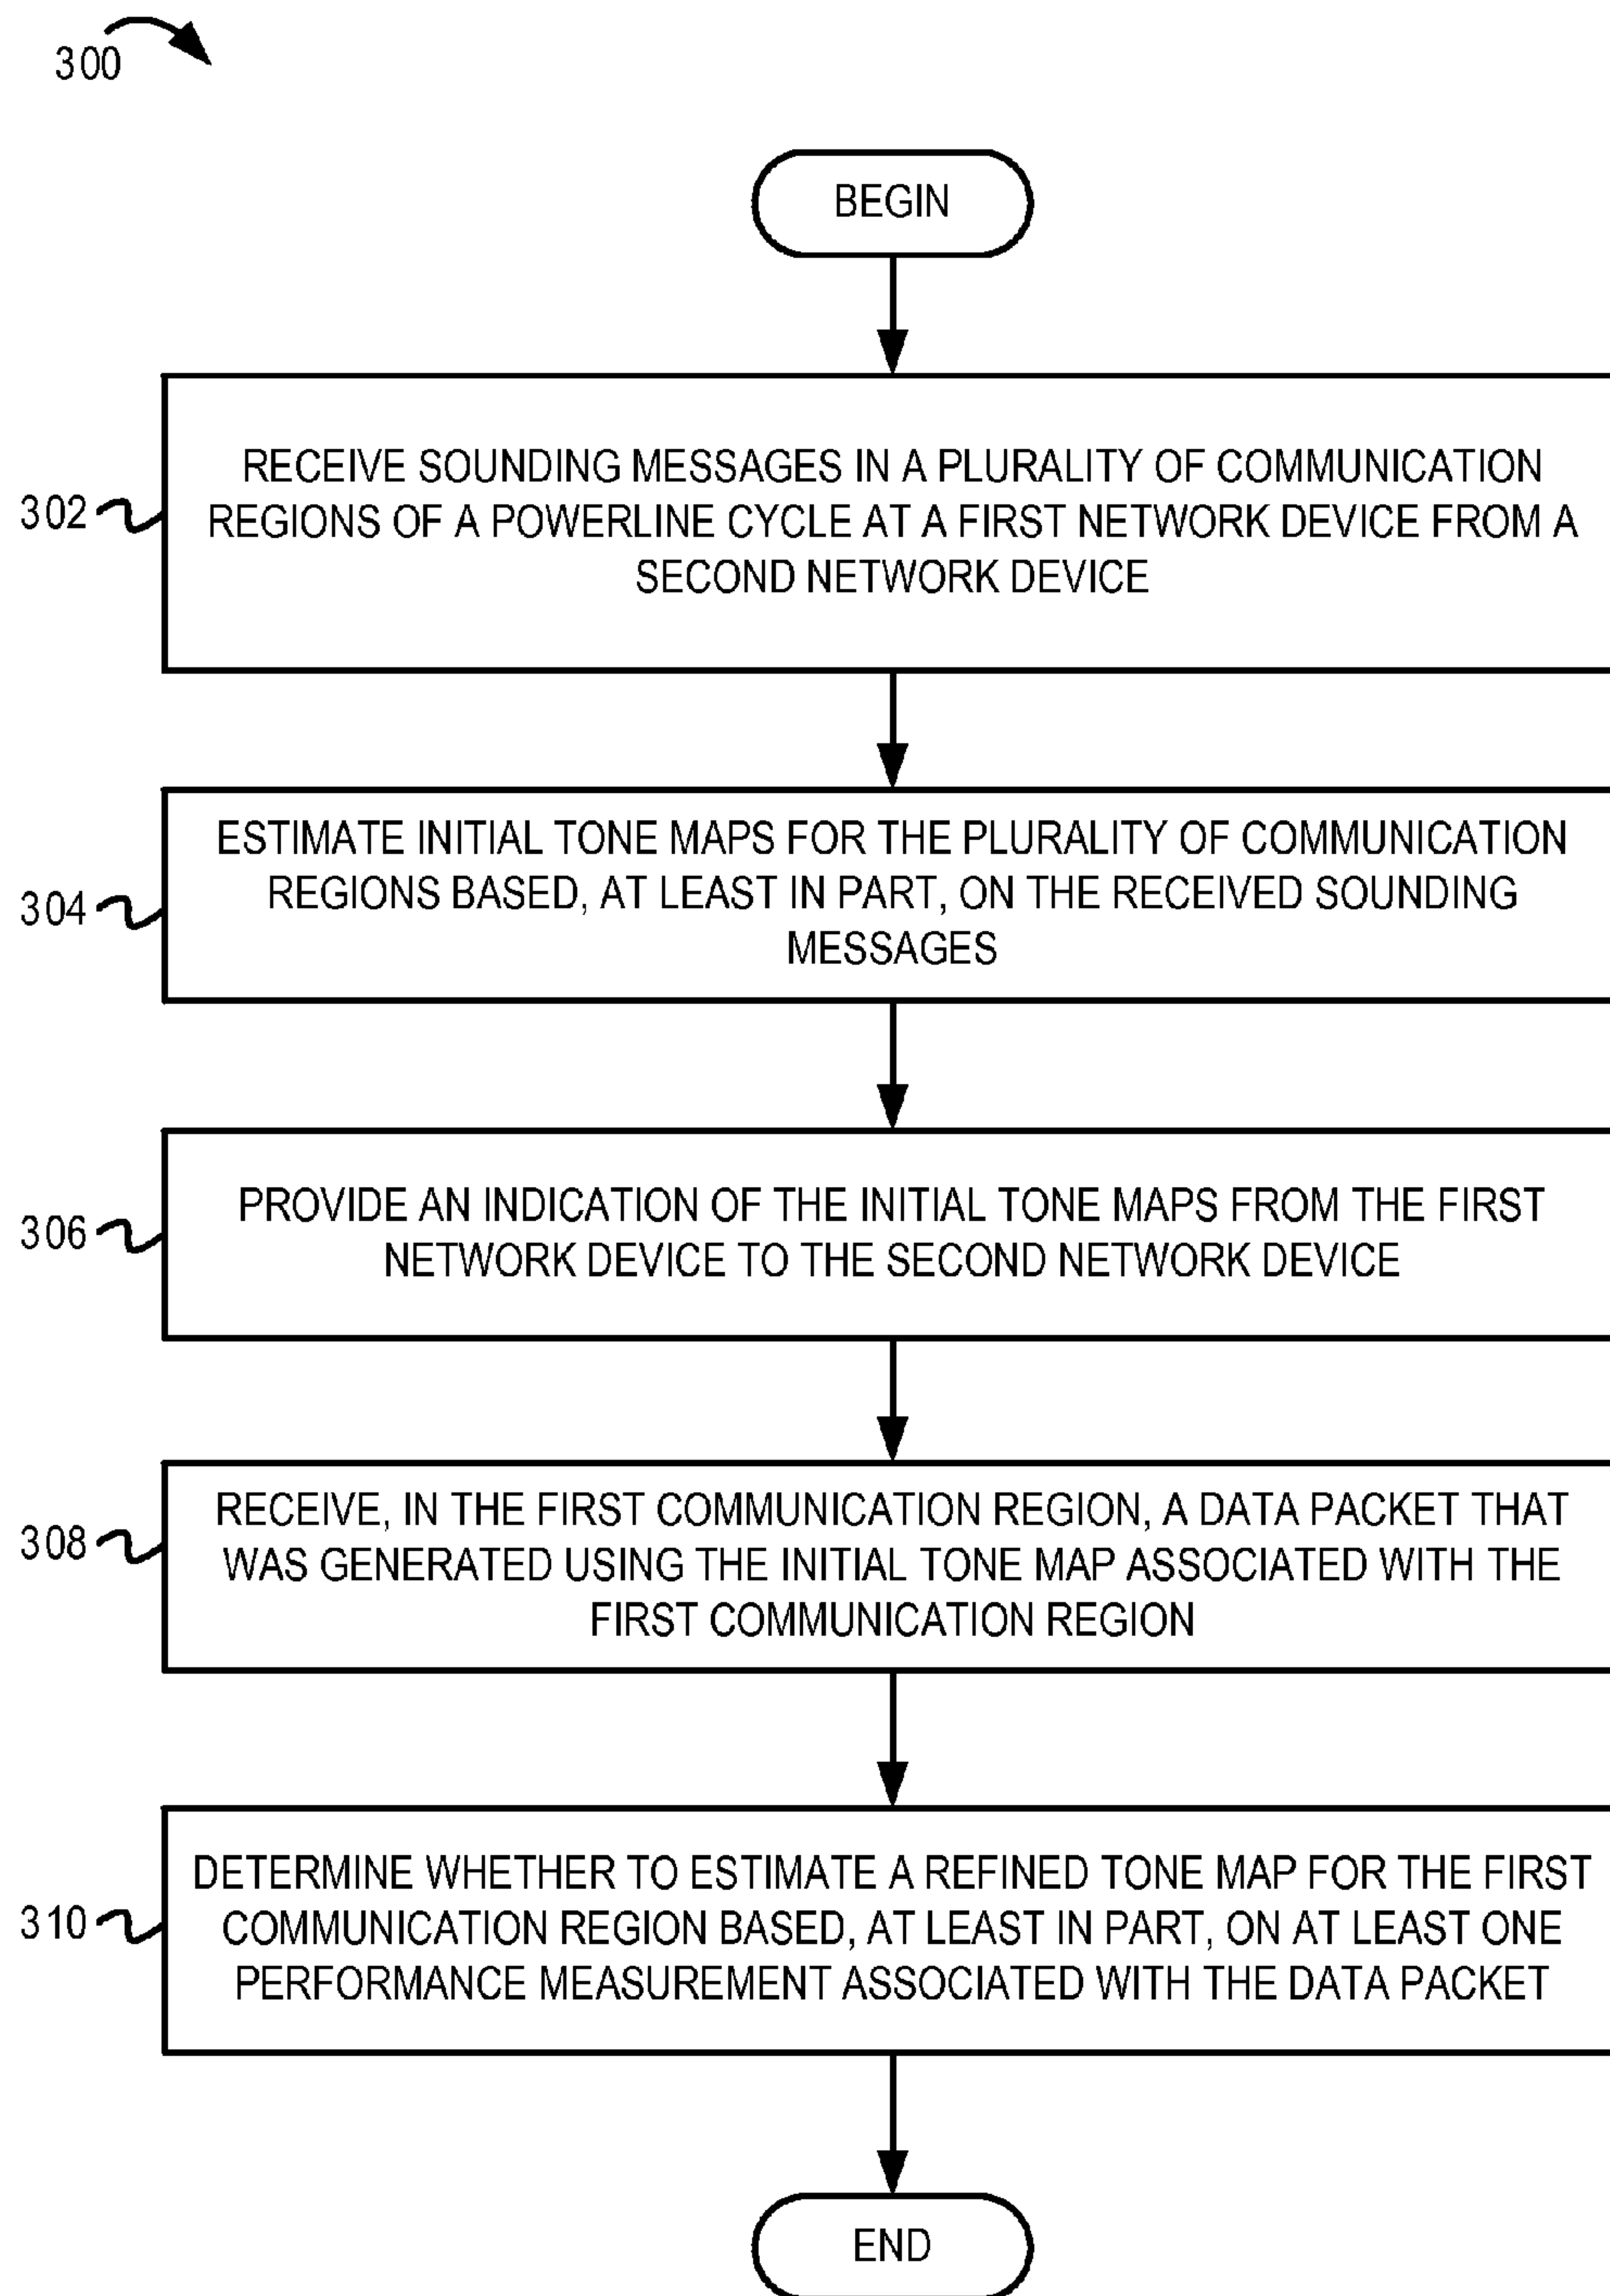 300
BEGIN
302
RECEIVE SOUNDING MESSAGES IN A PLURALITY OF COMMUNICATION
REGIONS OF A POWERLINE CYCLE AT A FIRST NETWORK DEVICE FROM A
SECOND NETWORK DEVICE
304
ESTIMATE INITIAL TONE MAPS FOR THE PLURALITY OF COMMUNICATION
REGIONS BASED, AT LEAST IN PART, ON THE RECEIVED SOUNDING
MESSAGES
306
PROVIDE AN INDICATION OF THE INITIAL TONE MAPS FROM THE FIRST
NETWORK DEVICE TO THE SECOND NETWORK DEVICE
308
RECEIVE, IN THE FIRST COMMUNICATION REGION, A DATA PACKET THAT
WAS GENERATED USING THE INITIAL TONE MAP ASSOCIATED WITH THE
FIRST COMMUNICATION REGION
310
DETERMINE WHETHER TO ESTIMATE A REFINED TONE MAP FOR THE FIRST
COMMUNICATION REGION BASED, AT LEAST IN PART, ON AT LEAST ONE
PERFORMANCE MEASUREMENT ASSOCIATED WITH THE DATA PACKET
END